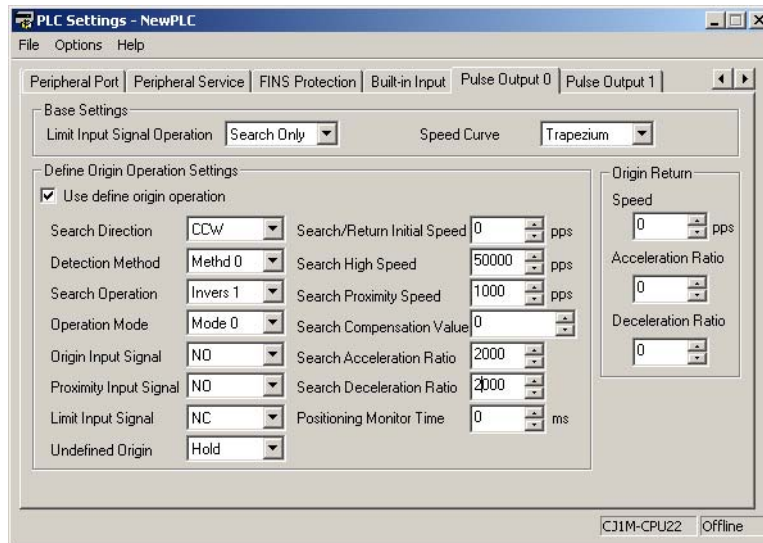 PLC Settings - NewPLC
File Options Help
Peripheral Port Peripheral Service FINS Protection Built-in Input Pulse Output 0 Pulse Output 1
Base Settings
Limit Input Signal Operation Search Only Speed Curve Trapezium
Define Origin Operation Settings
Use define origin operation
Search Direction CCW Search/Return Initial Speed 0 pps
Detection Method Methd 0 Search High Speed 50000 pps
Search Operation Invers 1 Search Proximity Speed 1000 pps
Operation Mode Mode 0 Search Compensation Value 0
Origin Input Signal NO Search Acceleration Ratio 2000
Proximity Input Signal NO Search Deceleration Ratio 2000
Limit Input Signal NC Positioning Monitor Time 0 ms
Undefined Origin Hold
Origin Return
Speed
0 pps
Acceleration Ratio
0
Deceleration Ratio
0
CJ1M-CPU22 Offline